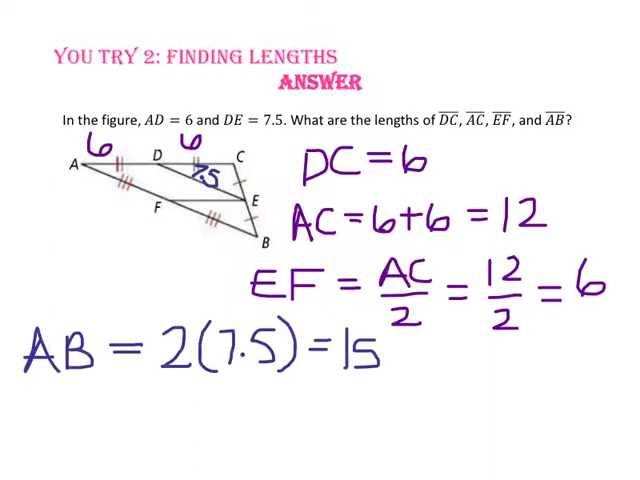 YOU TRY 2: FINDING LENGTHS
ANSWER
In the figure, AD = 6 and DE = 7.5. What are the lengths of DC, AC, EF, and AB?
6 6
A D C
7.5
F E
B
DC = 6
AC = 6 + 6 = 12
EF = AC/2 = 12/2 = 6
AB = 2(7.5) = 15